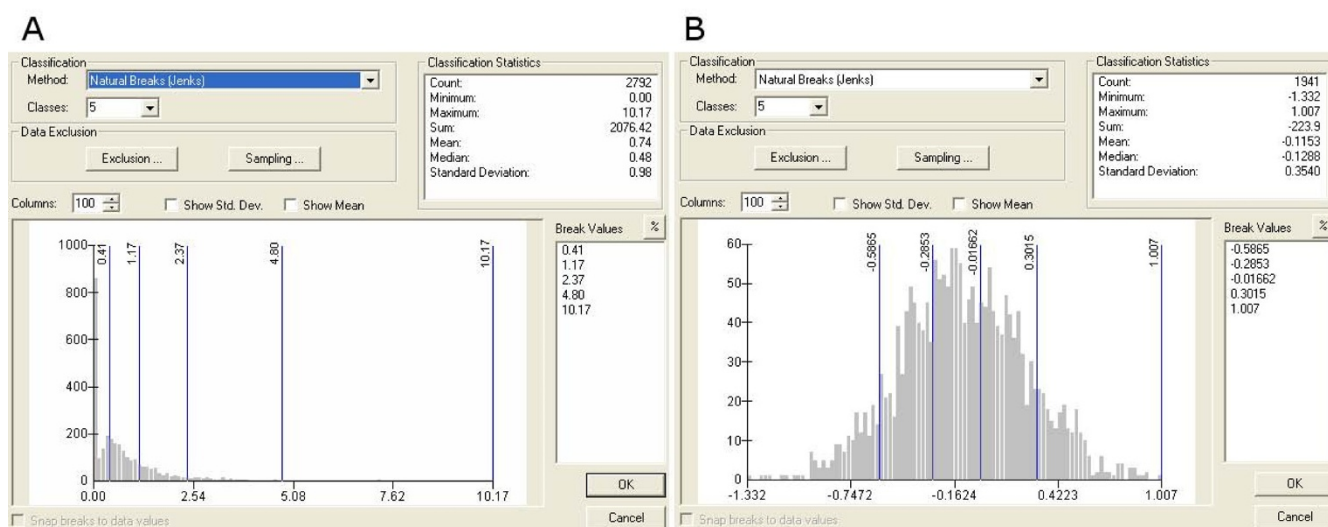 A
Classification
Method:
Natural Breaks (Jenks)
Classes:
5
Data Exclusion
Exclusion ...
Sampling ...
Classification Statistics
Count: 2792
Minimum: 0.00
Maximum: 10.17
Sum: 2076.42
Mean: 0.74
Median: 0.48
Standard Deviation: 0.98
Columns: 100
Show Std. Dev.
Show Mean
Break Values
%
0.41
1.17
2.37
4.80
10.17
0.41
1.17
2.37
4.80
10.17
1000
800
600
400
200
0
0.00 2.54 5.08 7.62 10.17
OK
Cancel
Snap breaks to data values
B
Classification
Method:
Natural Breaks (Jenks)
Classes:
5
Data Exclusion
Exclusion ...
Sampling ...
Classification Statistics
Count: 1941
Minimum: -1.332
Maximum: 1.007
Sum: -223.9
Mean: -0.1153
Median: -0.1288
Standard Deviation: 0.3540
Columns: 100
Show Std. Dev.
Show Mean
Break Values
%
-0.5865
-0.2853
-0.01662
0.3015
1.007
-0.5865
-0.2853
-0.01662
0.3015
1.007
60
50
40
30
20
10
0
-1.332 -0.7472 -0.1624 0.4223 1.007
OK
Cancel
Snap breaks to data values